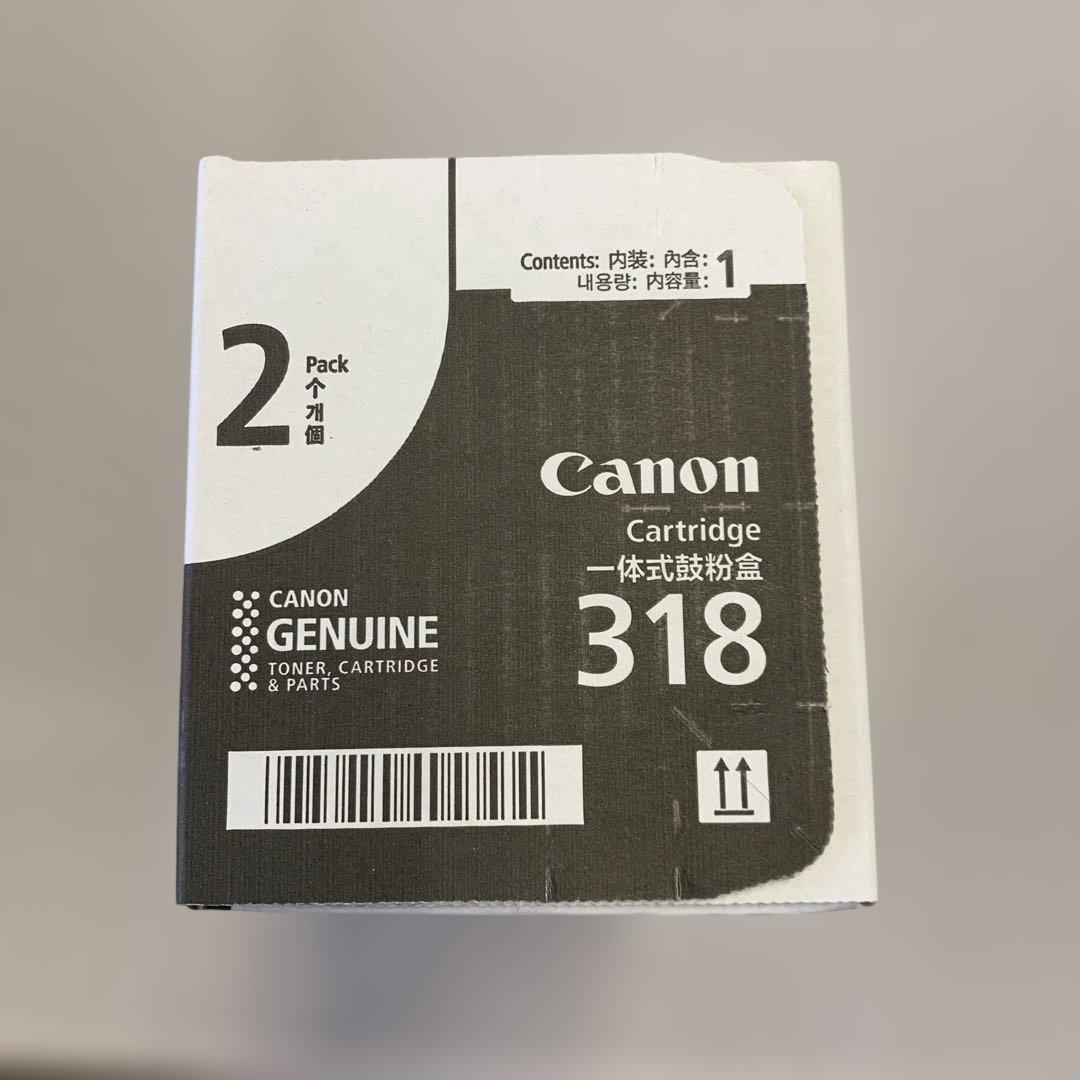 Contents: 内装: 內含: 1
내용량: 内容量:
2 Pack
个
개
個
Canon
Cartridge
一体式鼓粉盒
318
CANON
GENUINE
TONER, CARTRIDGE
& PARTS